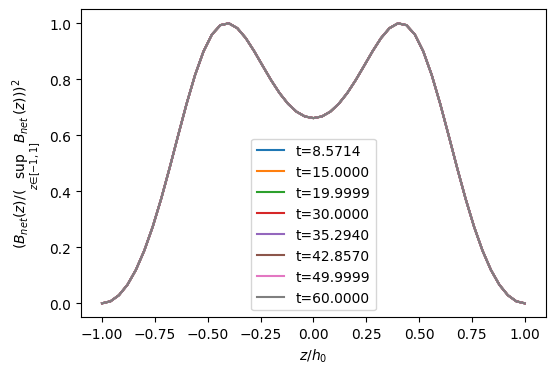 (B_net(z)/( sup_{z∈[−1, 1]} B_net (z)))²
1.0
0.8
0.6
0.4
0.2
0.0
t=8.5714
t=15.0000
t=19.9999
t=30.0000
t=35.2940
t=42.8570
t=49.9999
t=60.0000
−1.00 −0.75 −0.50 −0.25 0.00 0.25 0.50 0.75 1.00
z/h₀